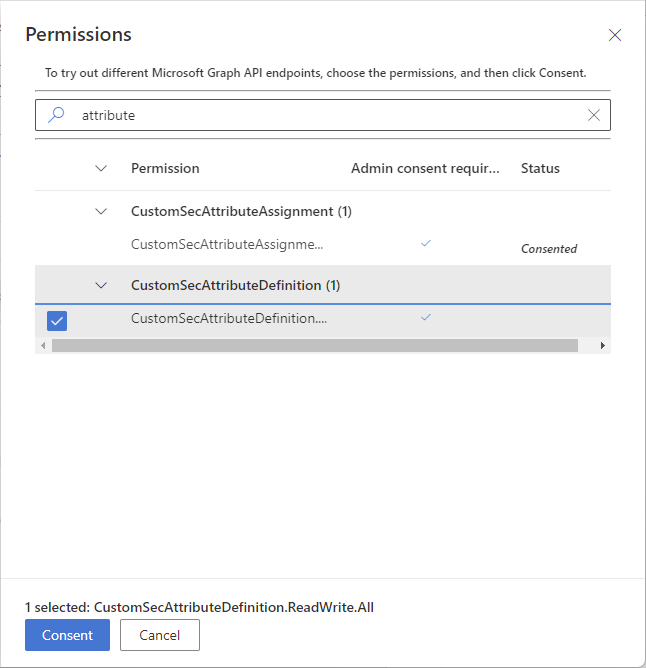 Permissions
To try out different Microsoft Graph API endpoints, choose the permissions, and then click Consent.
attribute
Permission Admin consent requir... Status
CustomSecAttributeAssignment (1)
CustomSecAttributeAssignme... Consented
CustomSecAttributeDefinition (1)
CustomSecAttributeDefinition....
1 selected: CustomSecAttributeDefinition.ReadWrite.All
Consent Cancel